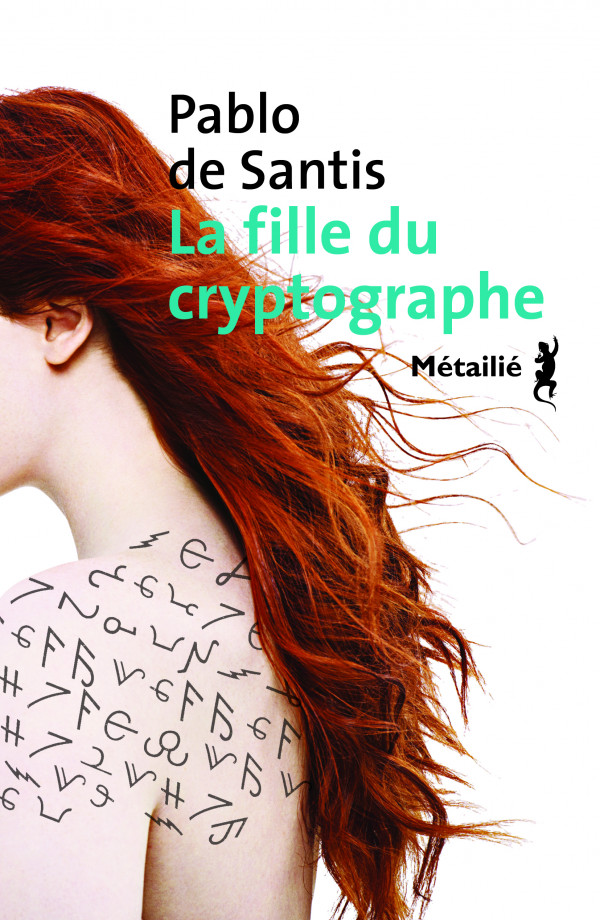 Pablo
de Santis
La fille du
cryptographe
Métailié